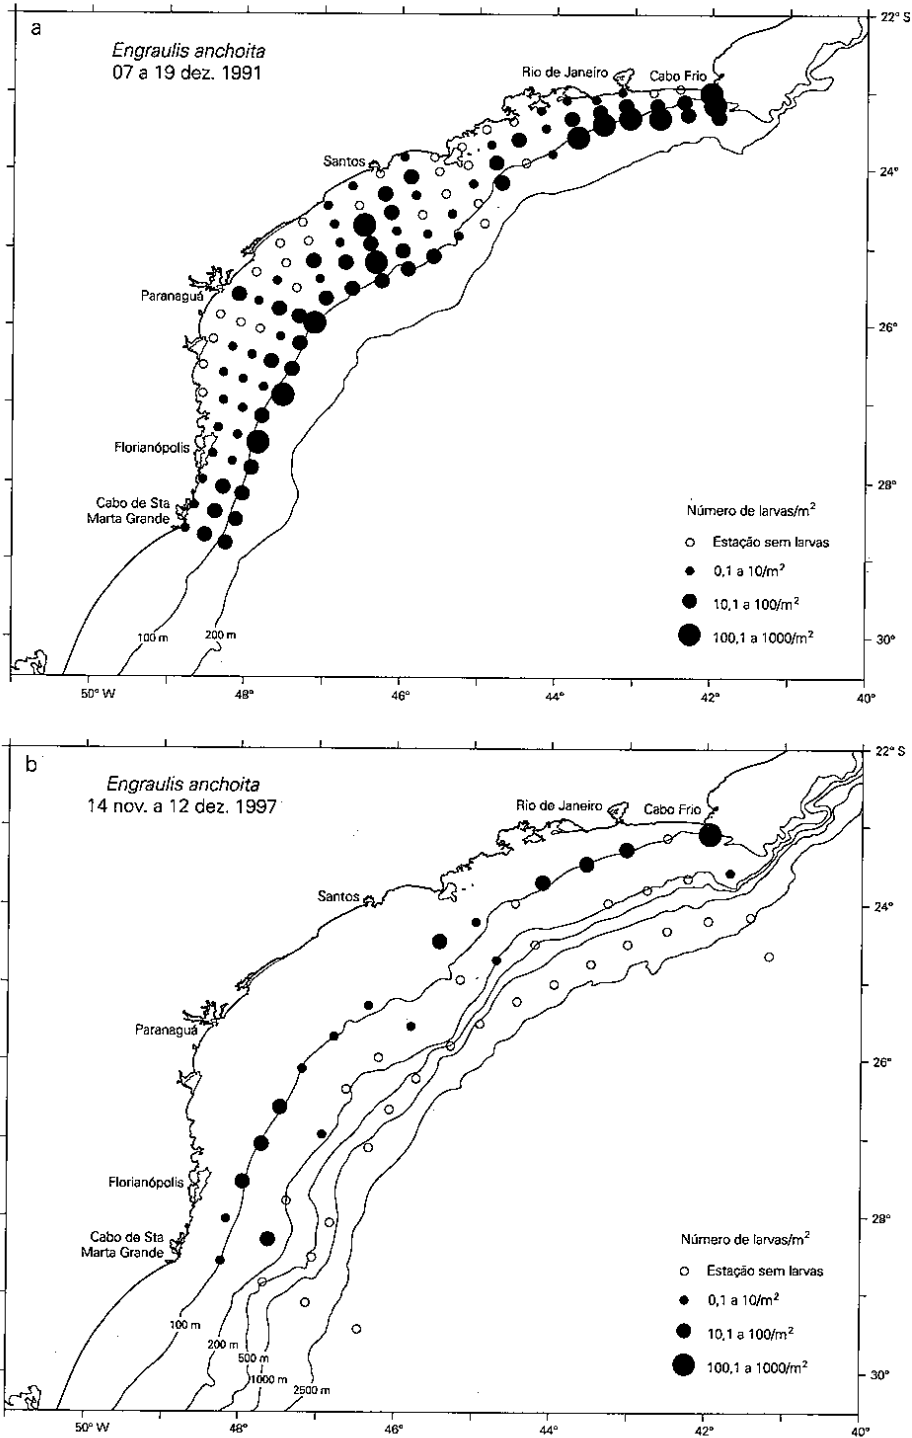 a
Engraulis anchoita
07 a 19 dez. 1991
22° S
Rio de Janeiro
Cabo Frio
Santos
24°
Paranaguá
26°
Florianópolis
28°
Cabo de Sta
Marta Grande
Número de larvas/m²
Estação sem larvas
0,1 a 10/m²
10,1 a 100/m²
100,1 a 1000/m²
100 m
200 m
30°
50° W
48°
46°
44°
42°
40°
b
Engraulis anchoita
14 nov. a 12 dez. 1997
22° S
Rio de Janeiro
Cabo Frio
Santos
24°
Paranaguá
26°
Florianópolis
28°
Cabo de Sta
Marta Grande
Número de larvas/m²
Estação sem larvas
0,1 a 10/m²
10,1 a 100/m²
100,1 a 1000/m²
100 m
200 m
500 m
1000 m
2500 m
30°
50° W
48°
46°
44°
42°
40°